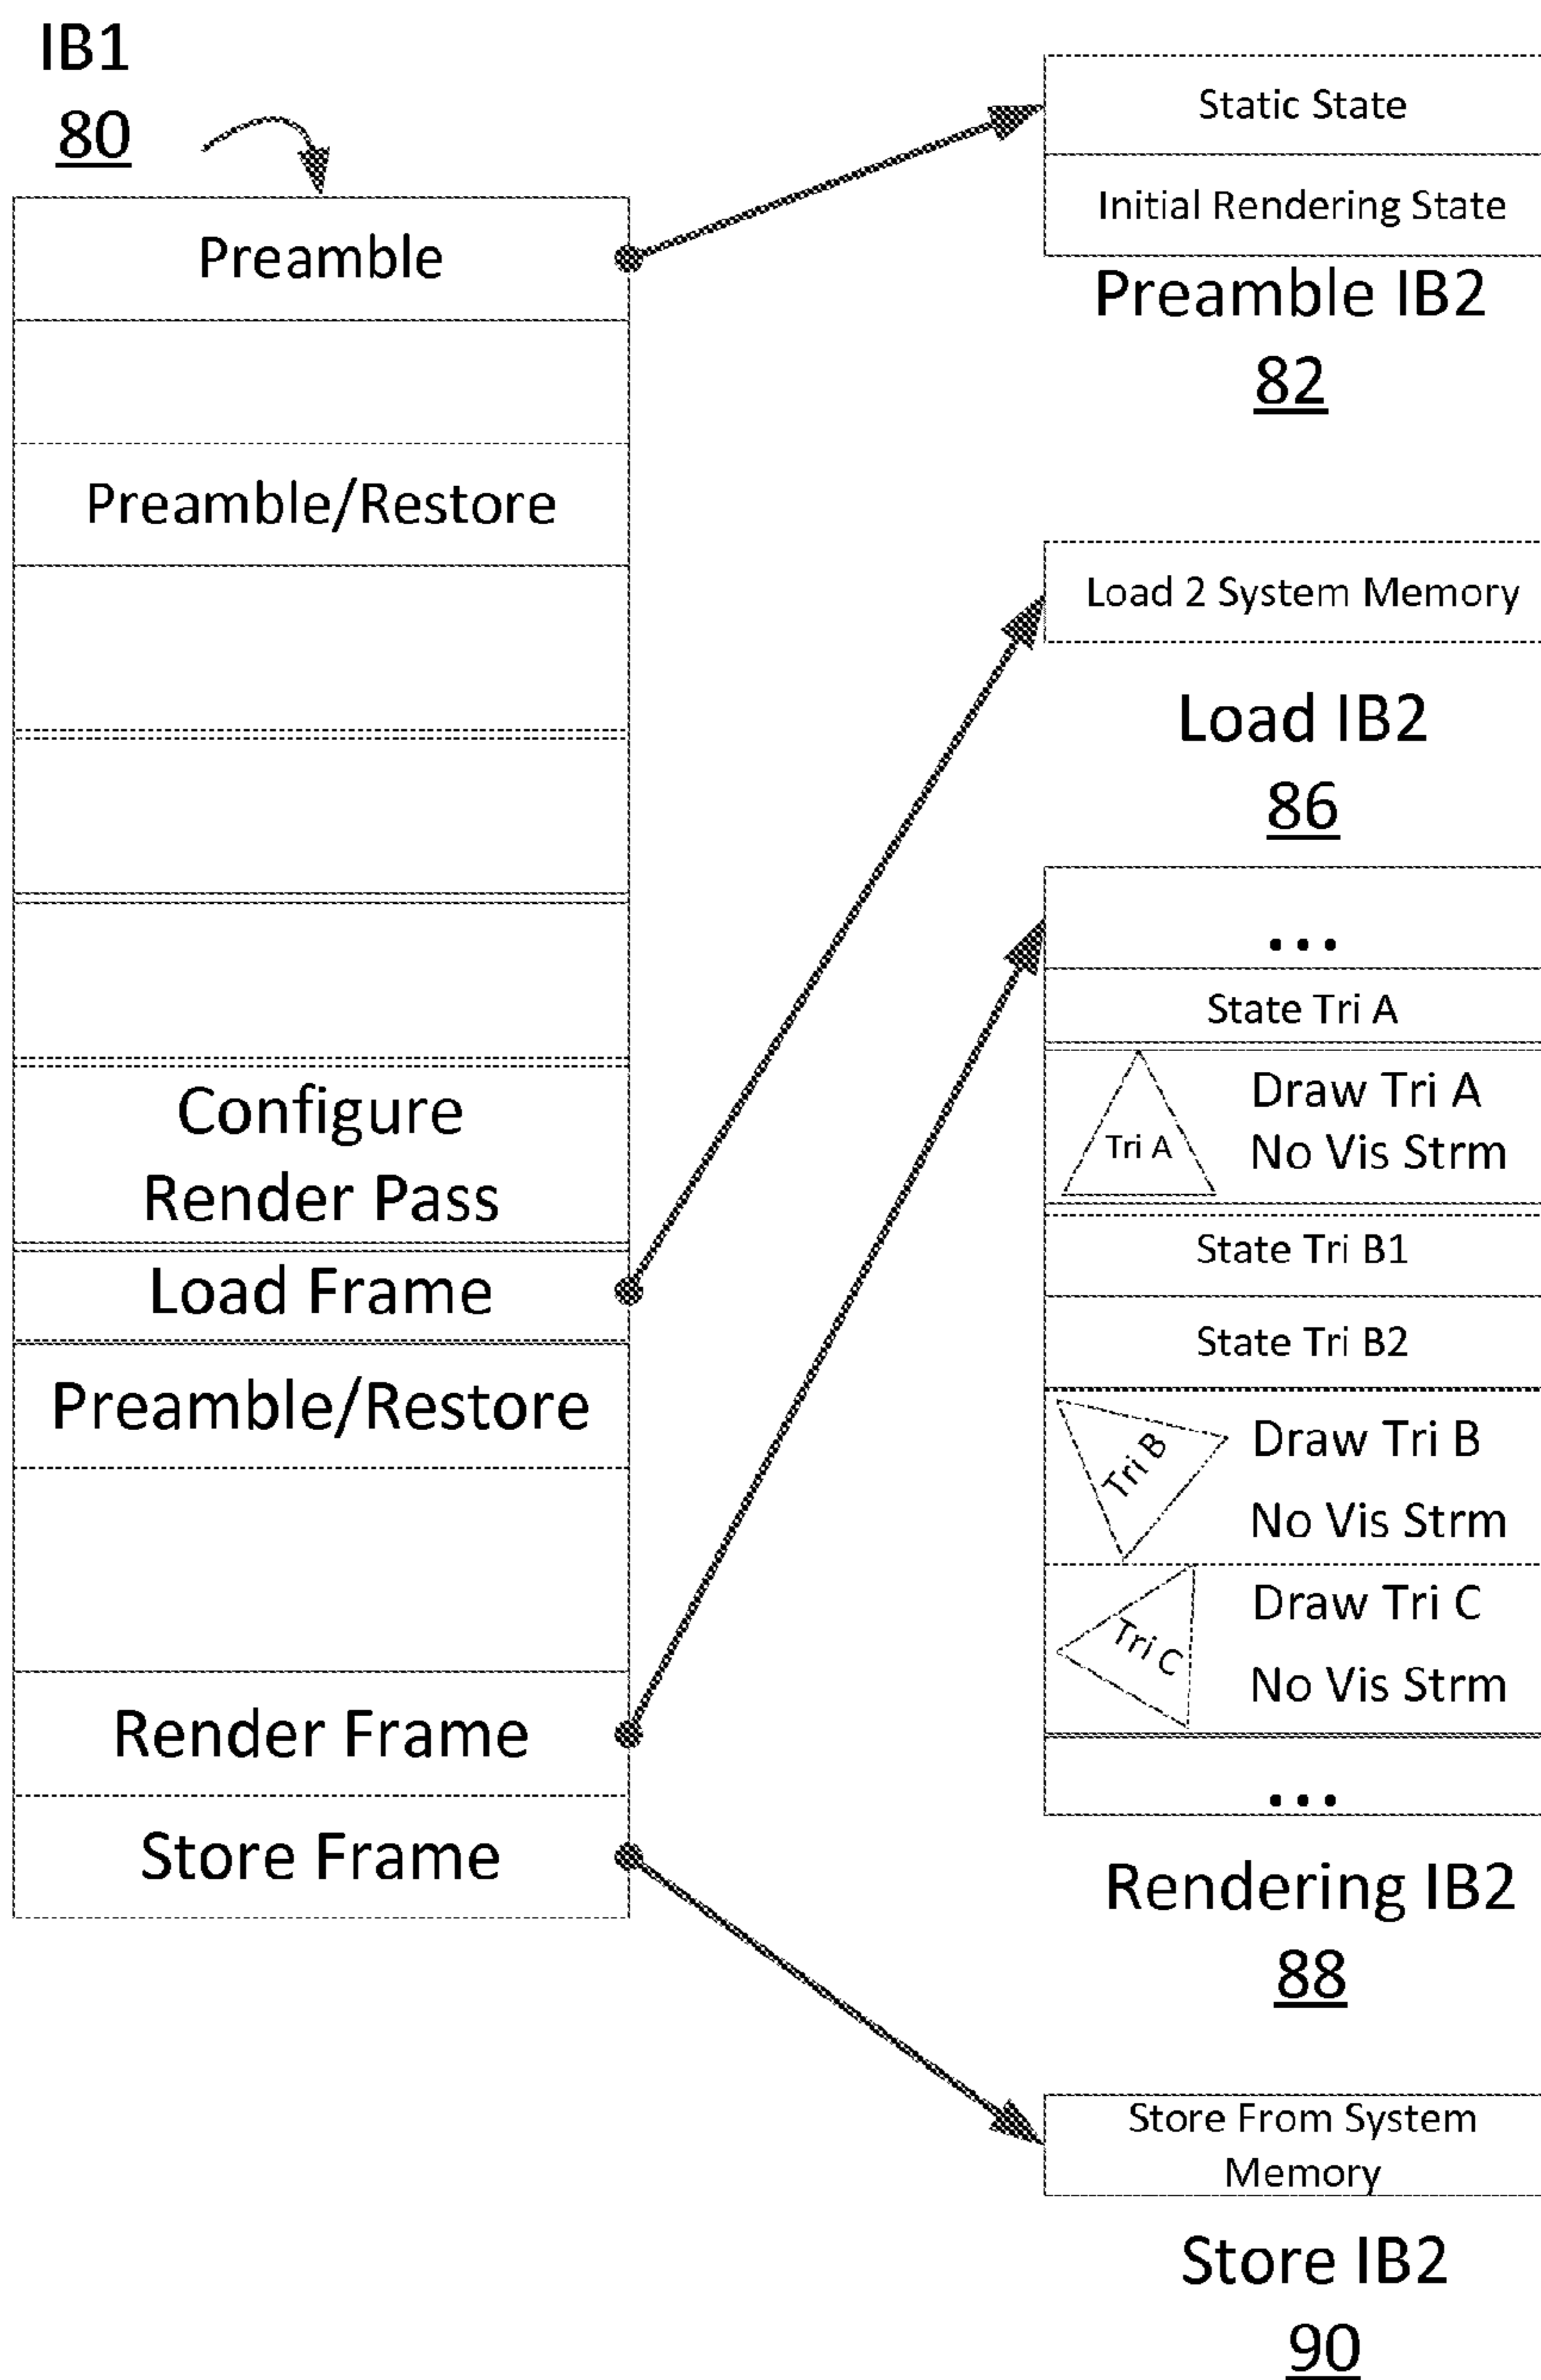 IB1
80
Preamble
Preamble/Restore
Configure
Render Pass
Load Frame
Preamble/Restore
Render Frame
Store Frame
Static State
Initial Rendering State
Preamble IB2
82
Load 2 System Memory
Load IB2
86
...
State Tri A
Tri A
Draw Tri A
No Vis Strm
State Tri B1
State Tri B2
Tri B
Draw Tri B
No Vis Strm
Tri C
Draw Tri C
No Vis Strm
...
Rendering IB2
88
Store From System
Memory
Store IB2
90